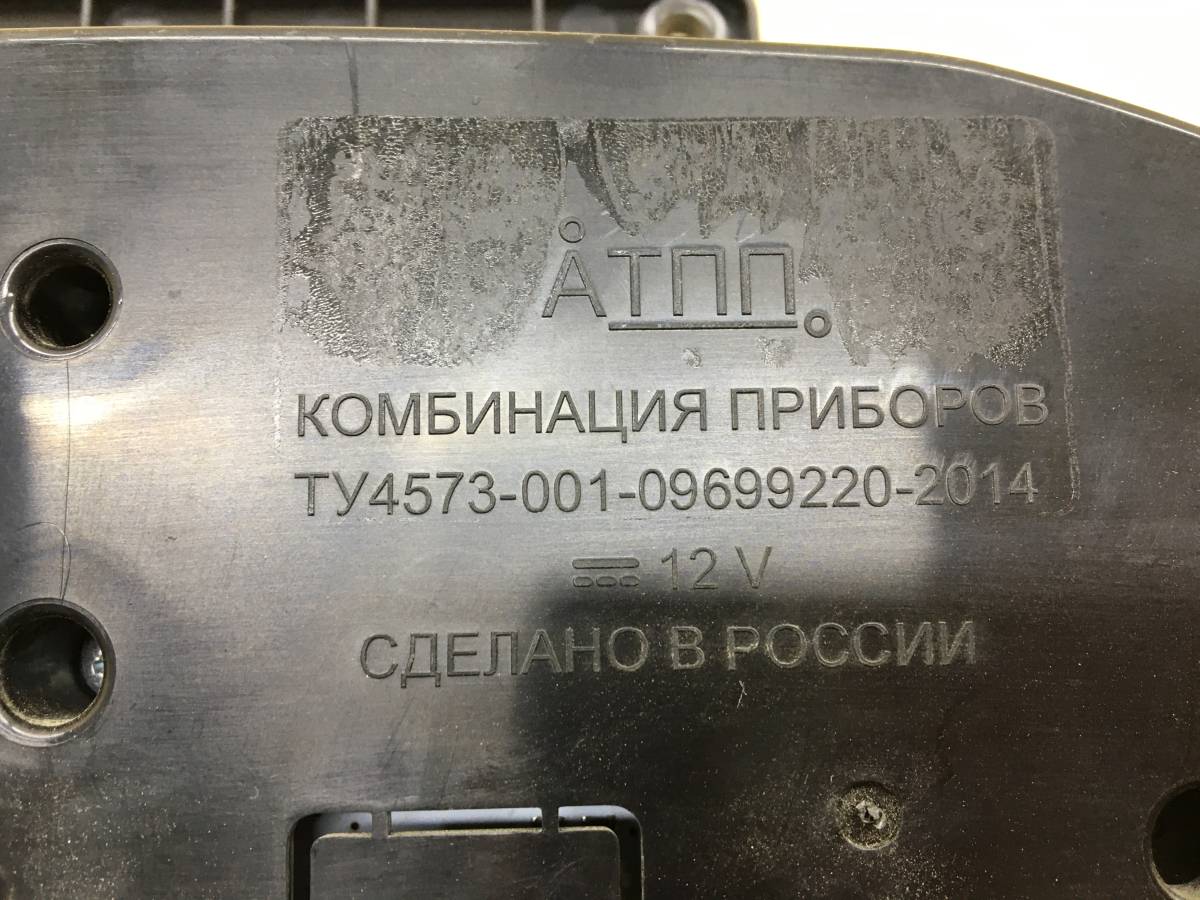 АТПП
КОМБИНАЦИЯ ПРИБОРОВ
ТУ4573-001-09699220-2014
12 V
СДЕЛАНО В РОССИИ